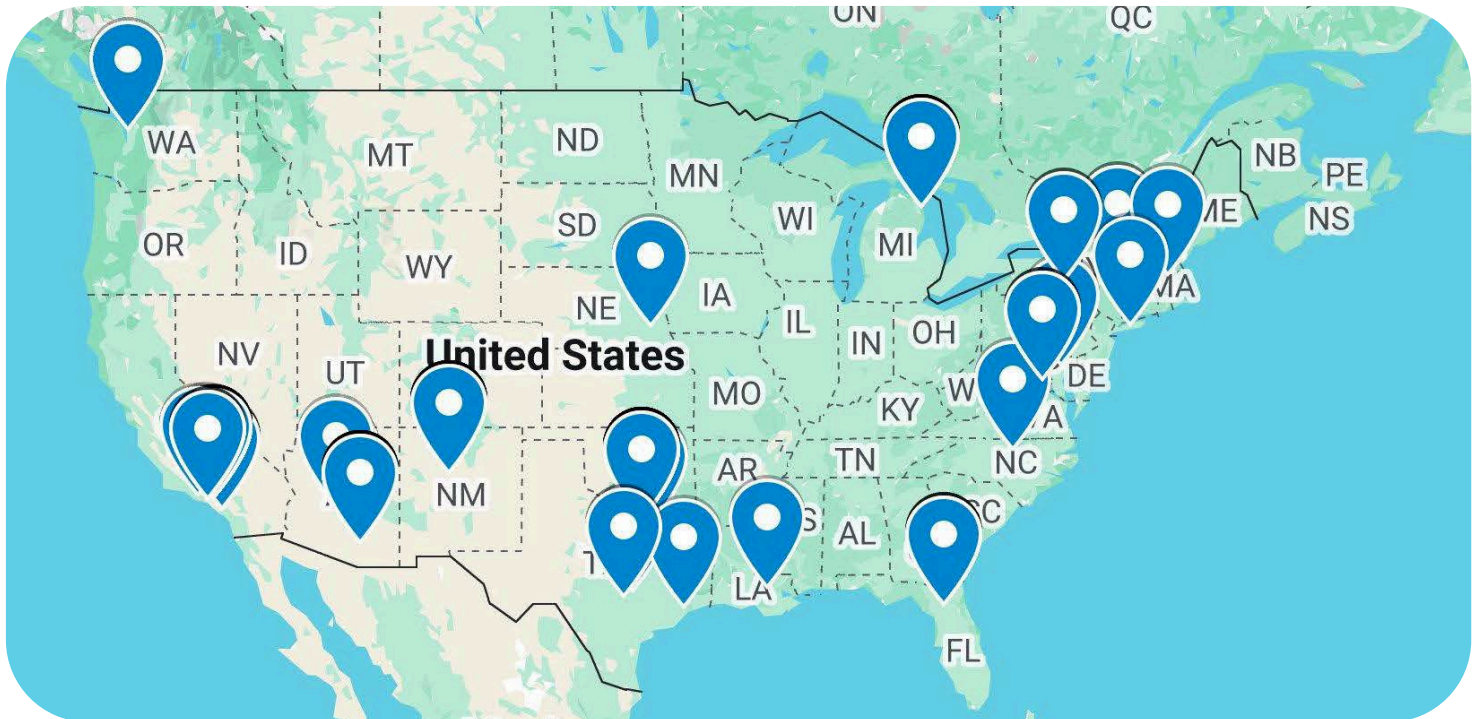 ON
QC
WA
MT
ND
MN
NB
PE
OR
ID
SD
WI
MI
ME
NS
WY
NE
IA
MA
IL
IN
OH
NV
UT
United States
MO
KY
DE
NM
AR
TN
NC
AL
SC
LA
FL